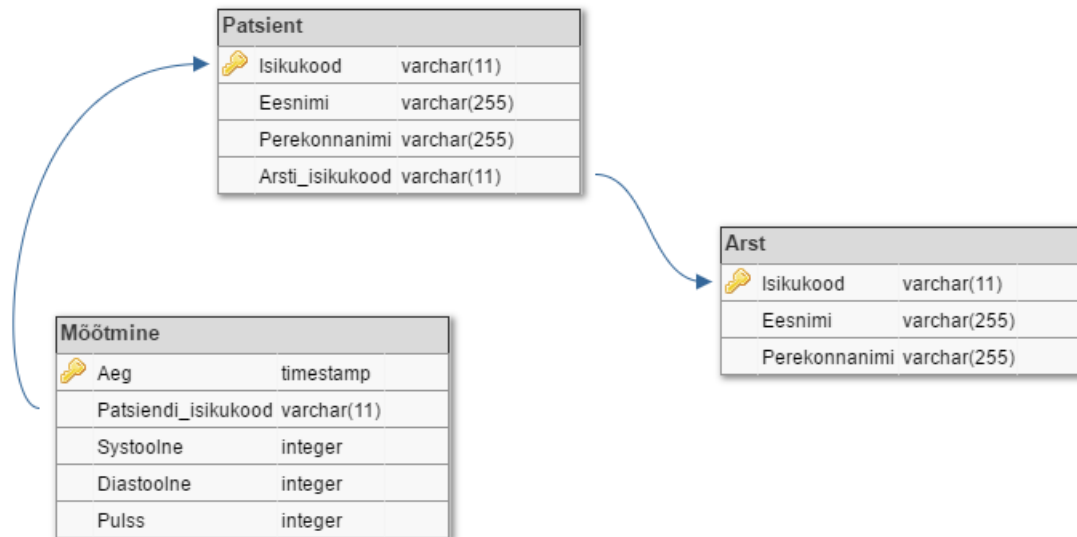 Patsient
Isikukood varchar(11)
Eesnimi varchar(255)
Perekonnanimi varchar(255)
Arsti_isikukood varchar(11)
Arst
Isikukood varchar(11)
Eesnimi varchar(255)
Perekonnanimi varchar(255)
Mõõtmine
Aeg timestamp
Patsiendi_isikukood varchar(11)
Systoolne integer
Diastoolne integer
Pulss integer